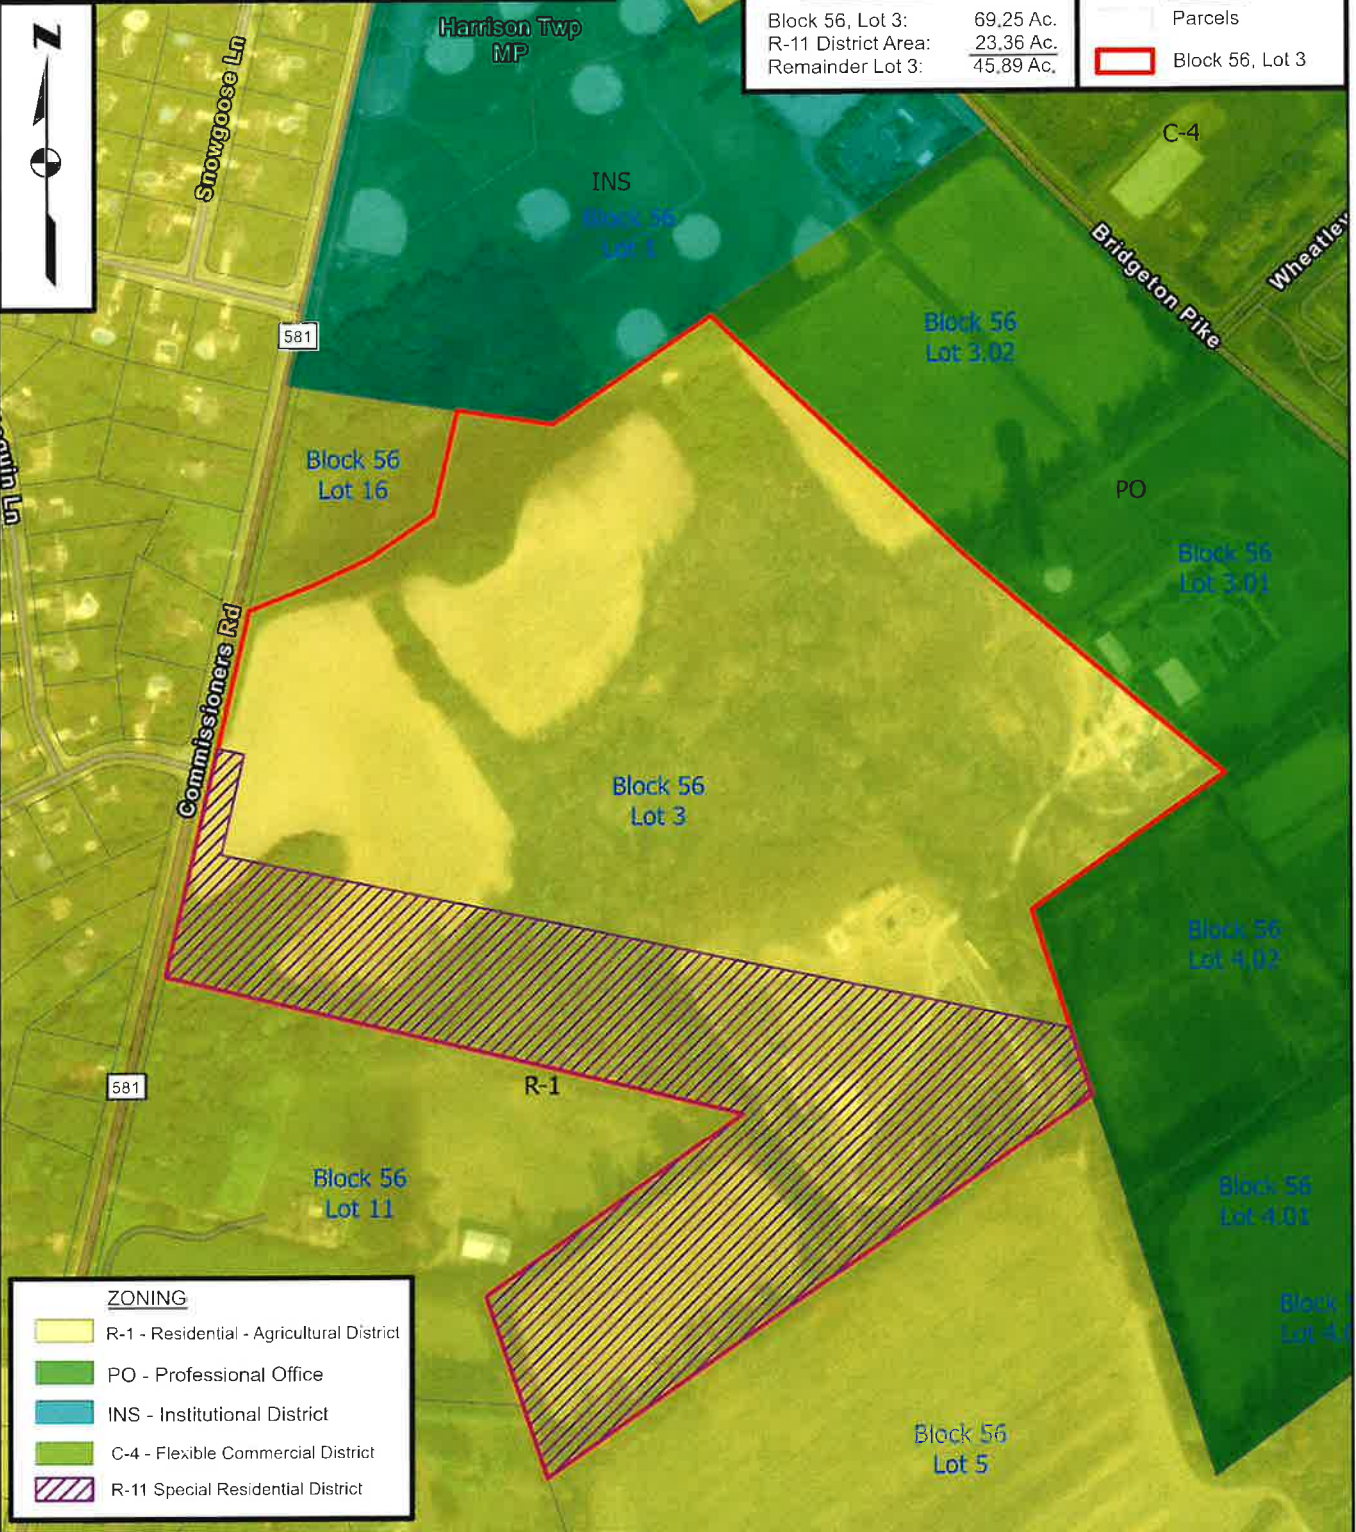 N
Harrison Twp
MP
Block 56, Lot 3: 69.25 Ac.
R-11 District Area: 23.36 Ac.
Remainder Lot 3: 45.89 Ac.
Parcels
Block 56, Lot 3
Snowgoose Ln
C-4
INS
Block 56
Lot 1
Bridgeton Pike
Wheatley
581
Block 56
Lot 3.02
Block 56
Lot 16
PO
Block 56
Lot 3.01
Commissioners Rd
Block 56
Lot 3
Block 56
Lot 4.02
581
R-1
Block 56
Lot 11
Block 56
Lot 4.01
Block
Block 56
Lot 5
ZONING
R-1 - Residential - Agricultural District
PO - Professional Office
INS - Institutional District
C-4 - Flexible Commercial District
R-11 Special Residential District